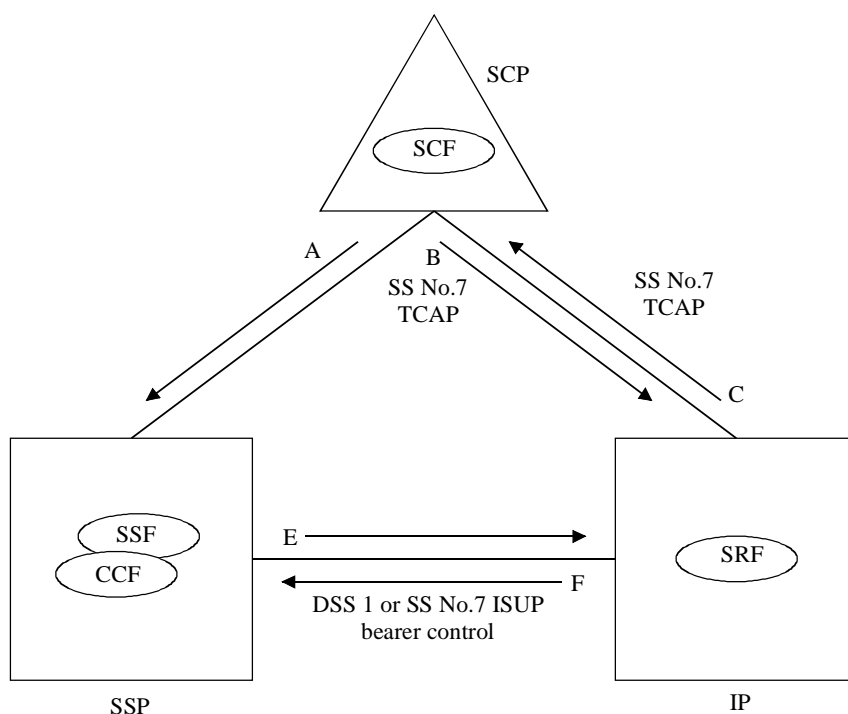 SCP
SCF
A
B
SS No.7
TCAP
SS No.7
TCAP
C
SSF
CCF
E
SRF
F
DSS 1 or SS No.7 ISUP
bearer control
SSP
IP